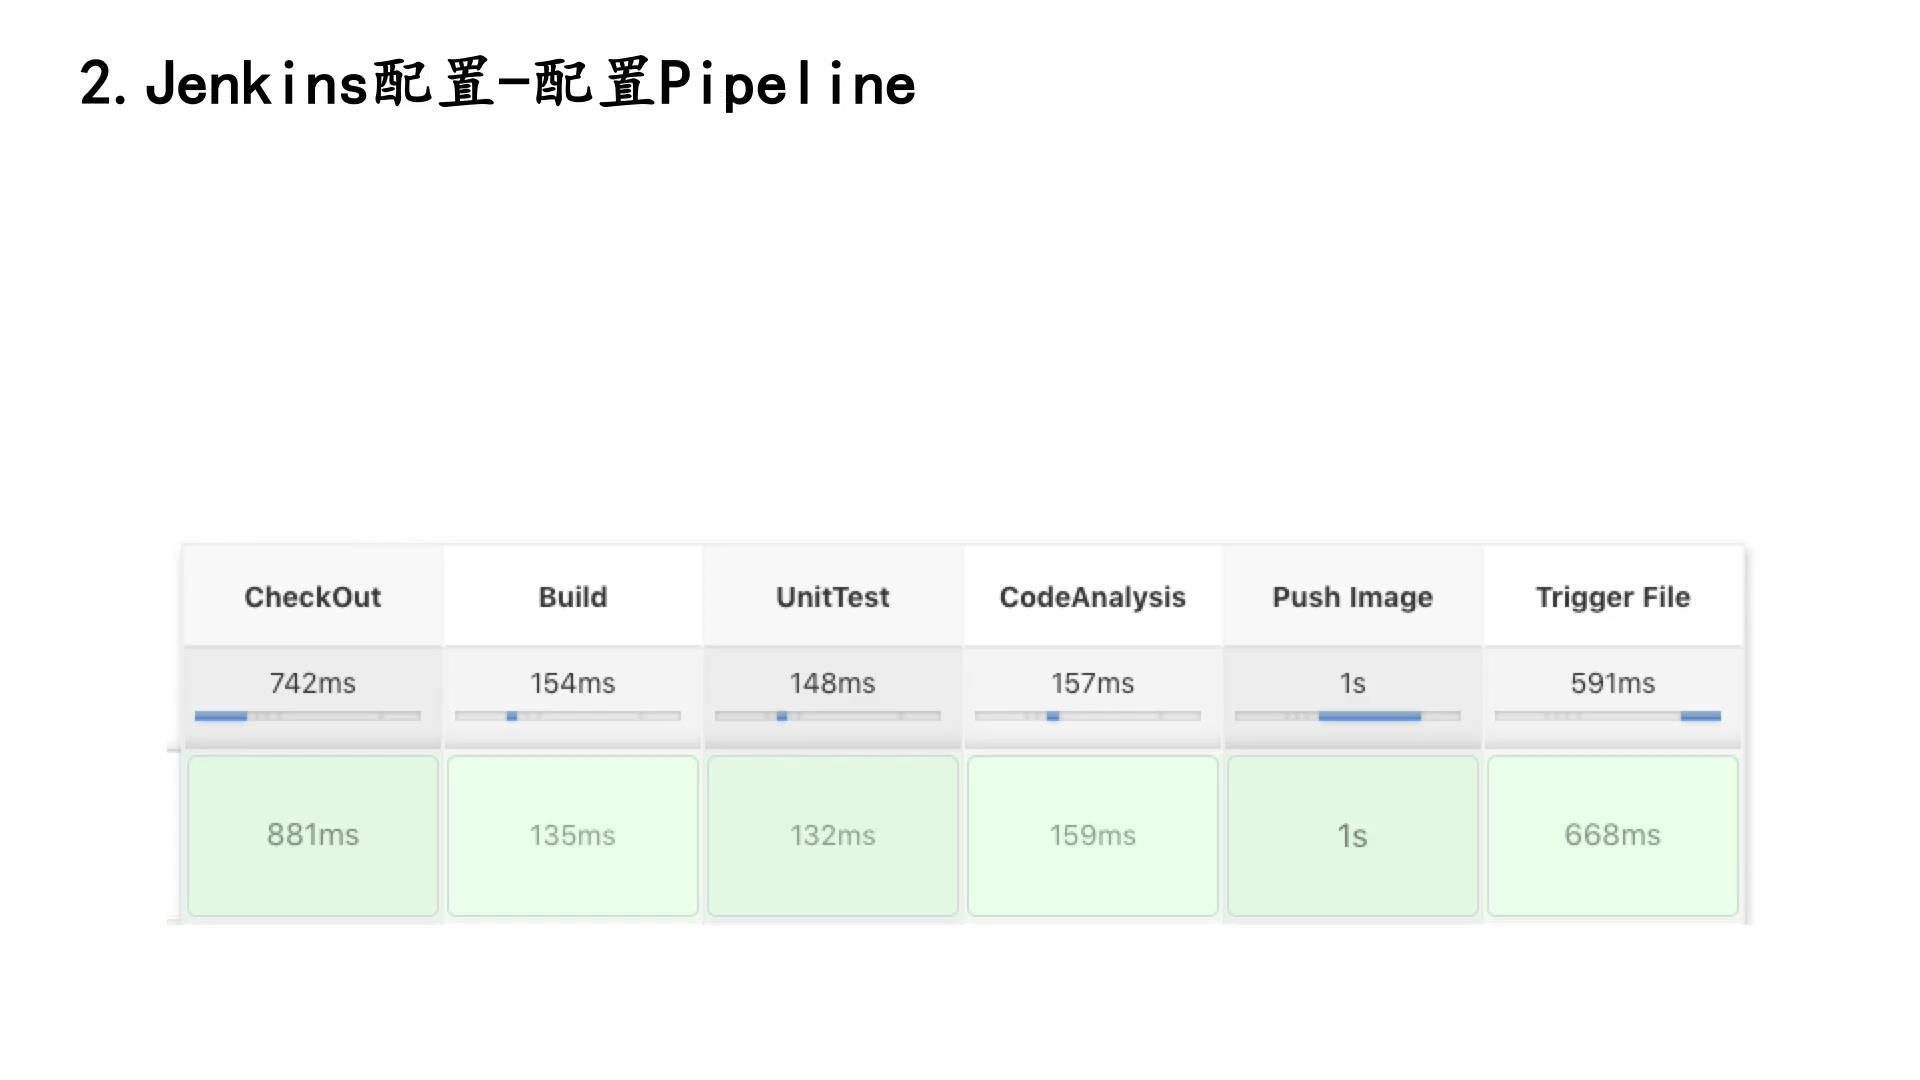 2.Jenkins配置-配置Pipeline
CheckOut Build UnitTest CodeAnalysis Push Image Trigger File
742ms 154ms 148ms 157ms 1s 591ms
881ms 135ms 132ms 159ms 1s 668ms